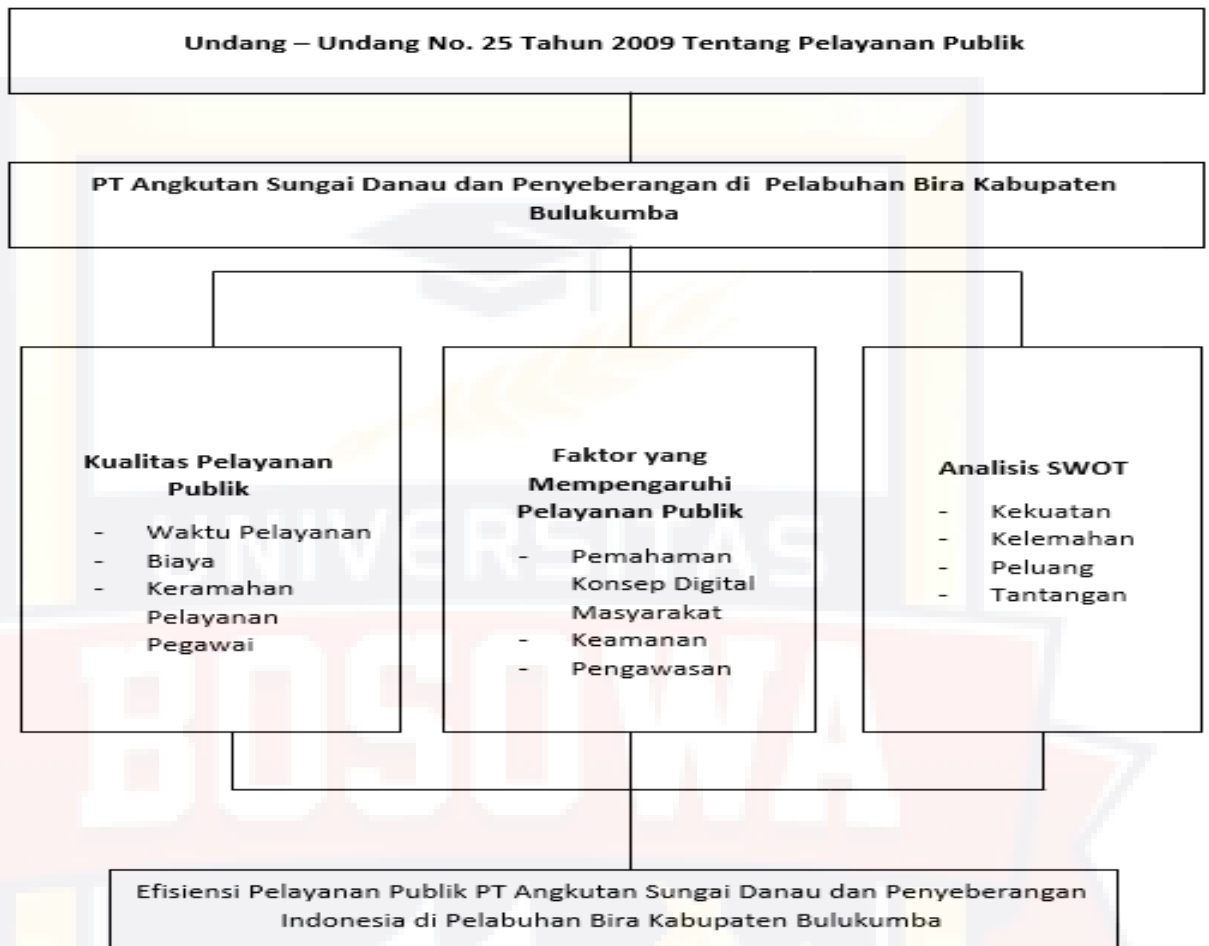 Undang – Undang No. 25 Tahun 2009 Tentang Pelayanan Publik
PT Angkutan Sungai Danau dan Penyeberangan di Pelabuhan Bira Kabupaten
Bulukumba
Kualitas Pelayanan
Publik
- Waktu Pelayanan
- Biaya
- Keramahan
Pelayanan
Pegawai
Faktor yang
Mempengaruhi
Pelayanan Publik
- Pemahaman
Konsep Digital
Masyarakat
- Keamanan
- Pengawasan
Analisis SWOT
- Kekuatan
- Kelemahan
- Peluang
- Tantangan
UNIVERSITAS
BOSOWA
Efisiensi Pelayanan Publik PT Angkutan Sungai Danau dan Penyeberangan
Indonesia di Pelabuhan Bira Kabupaten Bulukumba